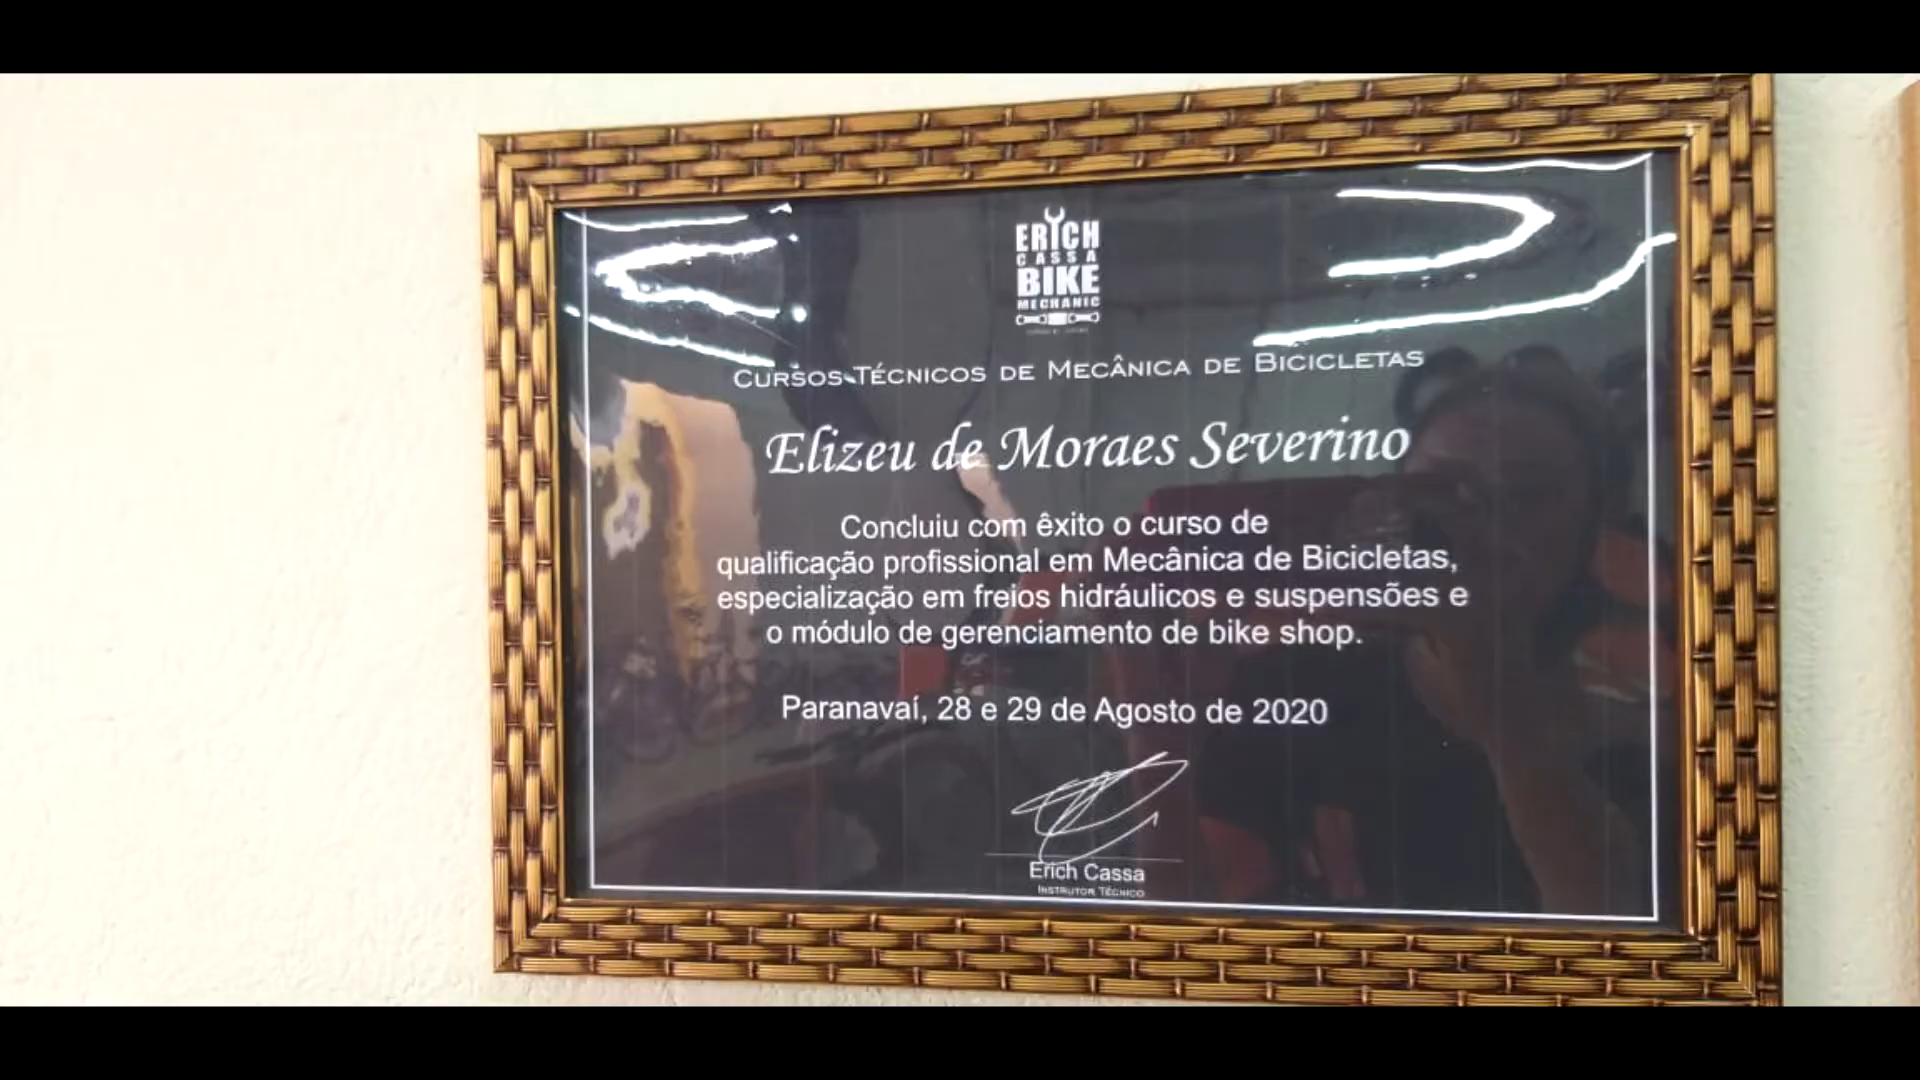 ERICH
CASSA
BIKE
MECHANIC
Cursos Técnicos de Mecânica de Bicicletas
Elizeu de Moraes Severino
Concluiu com êxito o curso de
qualificação profissional em Mecânica de Bicicletas,
especialização em freios hidráulicos e suspensões e
o módulo de gerenciamento de bike shop.
Paranavaí, 28 e 29 de Agosto de 2020
Erich Cassa
Instrutor Técnico